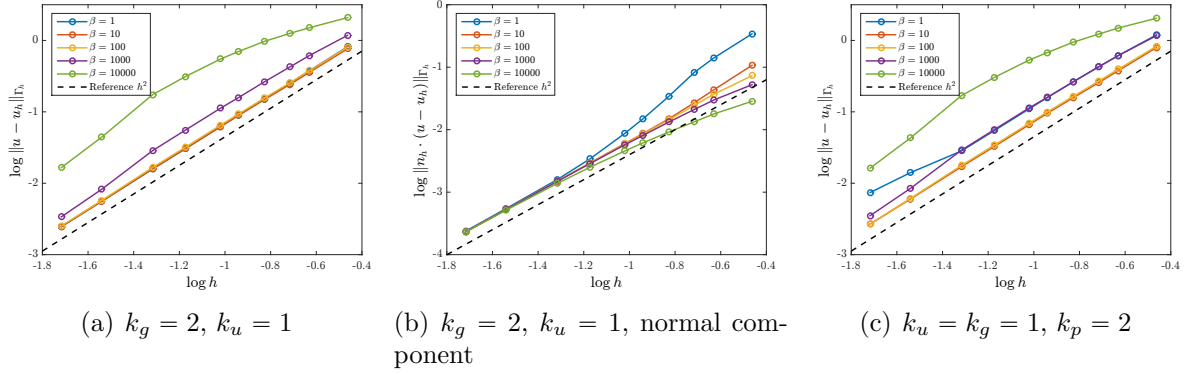 β = 1
β = 10
β = 100
β = 1000
β = 10000
Reference h²
log ‖u − u_h‖_{Γ_h}
0
-1
-2
-3
-1.8 -1.6 -1.4 -1.2 -1 -0.8 -0.6 -0.4
log h
(a) k_g = 2, k_u = 1
β = 1
β = 10
β = 100
β = 1000
β = 10000
Reference h²
log ‖n_h · (u − u_h)‖_{Γ_h}
0
-1
-2
-3
-4
-1.8 -1.6 -1.4 -1.2 -1 -0.8 -0.6 -0.4
log h
(b) k_g = 2, k_u = 1, normal com-
ponent
β = 1
β = 10
β = 100
β = 1000
β = 10000
Reference h²
log ‖u − u_h‖_{Γ_h}
0
-1
-2
-3
-1.8 -1.6 -1.4 -1.2 -1 -0.8 -0.6 -0.4
log h
(c) k_u = k_g = 1, k_p = 2